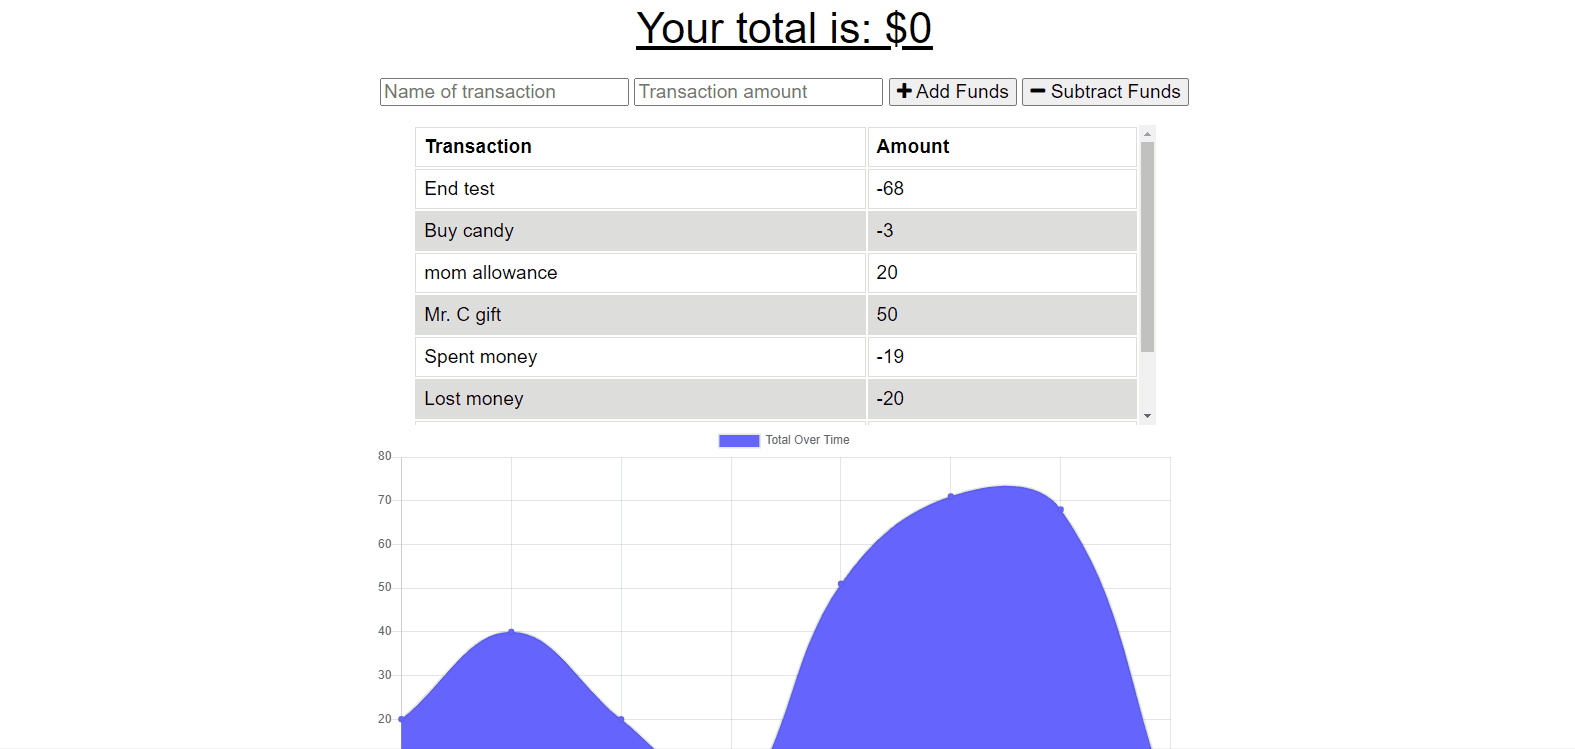 Your total is: $0
Name of transaction Transaction amount Add Funds Subtract Funds
Transaction Amount
End test -68
Buy candy -3
mom allowance 20
Mr. C gift 50
Spent money -19
Lost money -20
Total Over Time
80
70
60
50
40
30
20